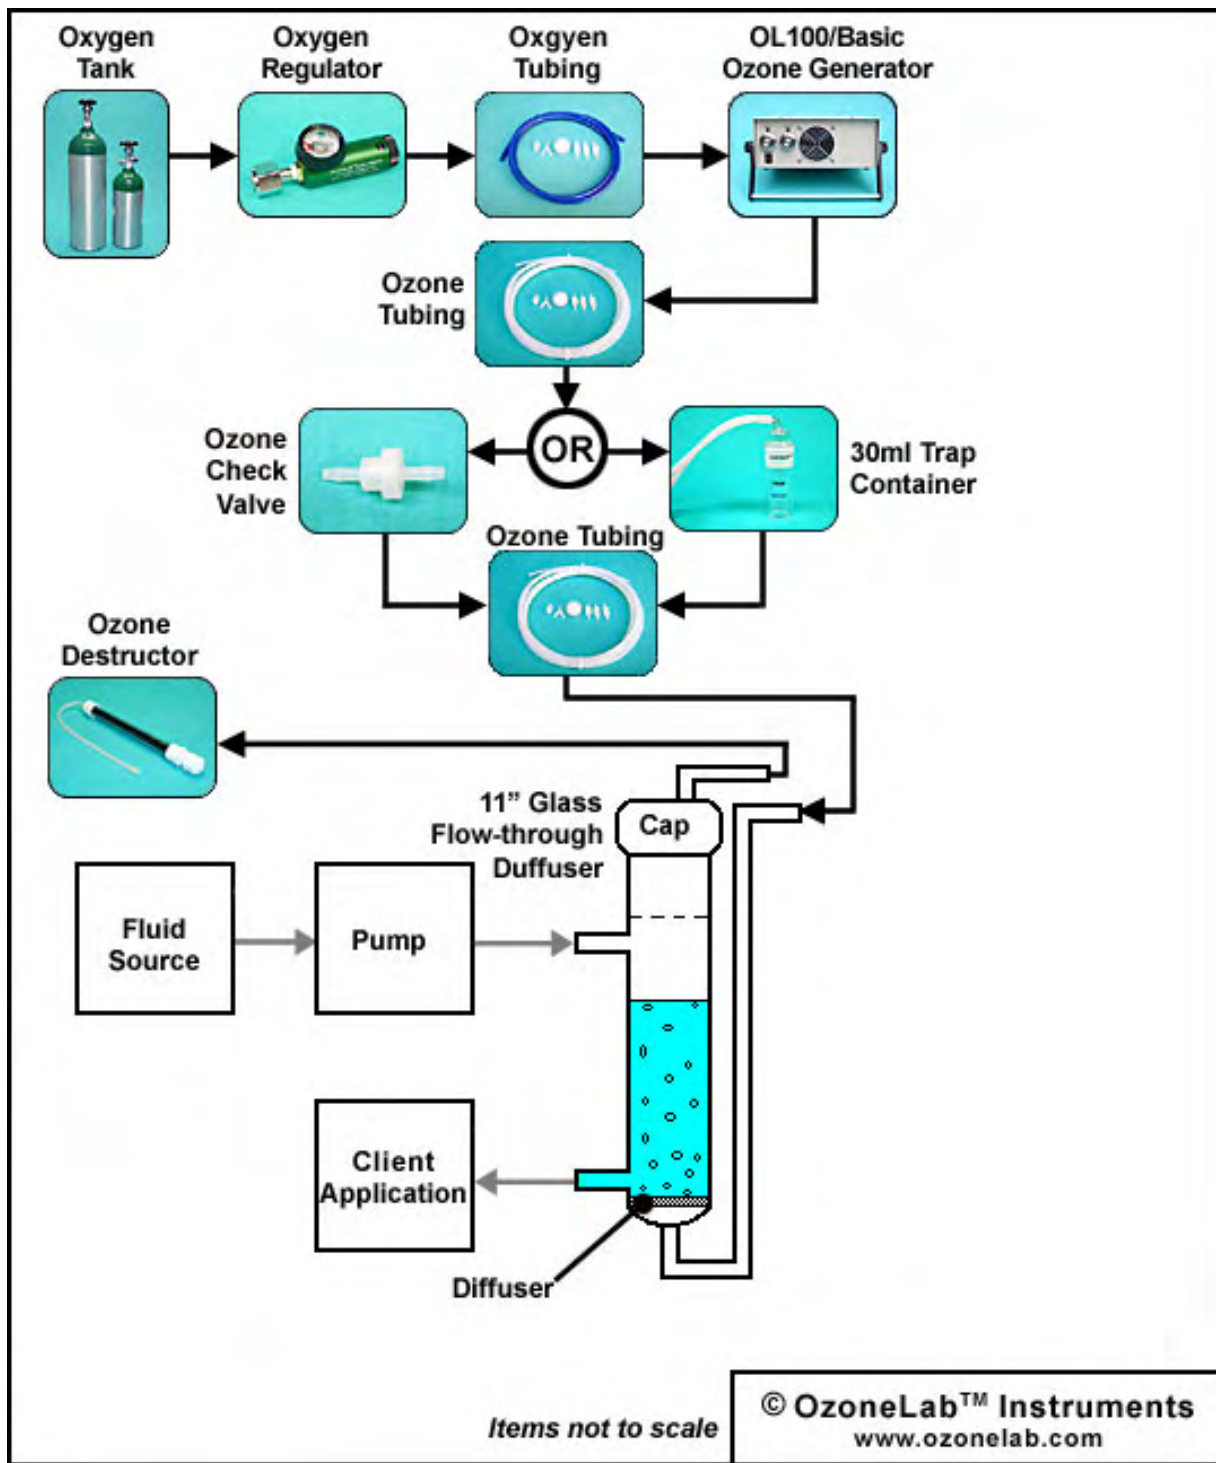 Oxygen
Tank
Oxygen
Regulator
Oxgyen
Tubing
OL100/Basic
Ozone Generator
Ozone
Tubing
OR
Ozone
Check
Valve
30ml Trap
Container
Ozone Tubing
Ozone
Destructor
11” Glass
Flow-through
Duffuser
Cap
Fluid
Source
Pump
Client
Application
Diffuser
Items not to scale
© OzoneLab™ Instruments
www.ozonelab.com